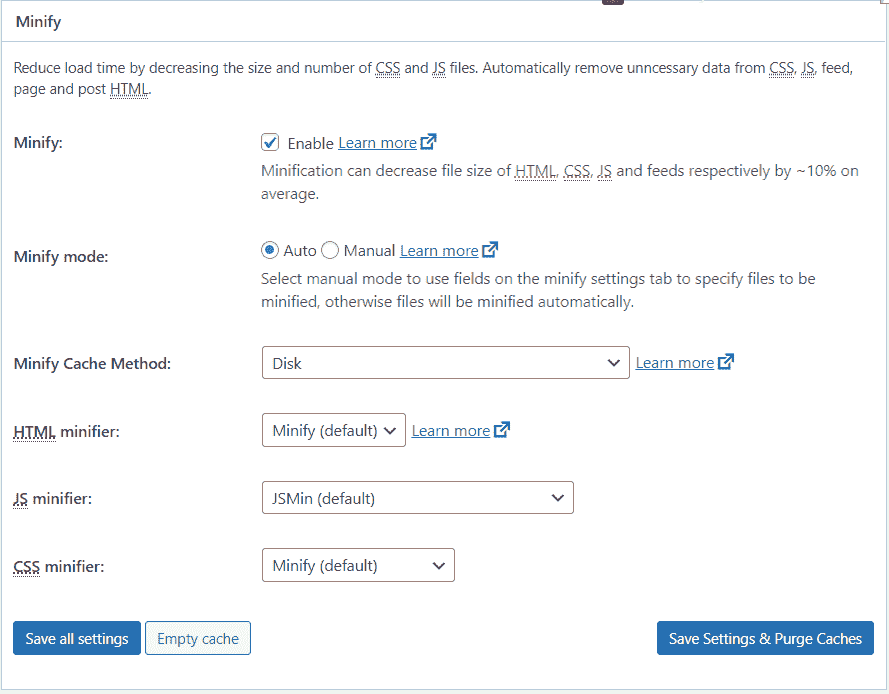 Minify
Reduce load time by decreasing the size and number of CSS and JS files. Automatically remove unncessary data from CSS, JS, feed,
page and post HTML.
Minify:
Enable Learn more
Minification can decrease file size of HTML, CSS, JS and feeds respectively by ~10% on
average.
Minify mode:
Auto Manual Learn more
Select manual mode to use fields on the minify settings tab to specify files to be
minified, otherwise files will be minified automatically.
Minify Cache Method:
Disk Learn more
HTML minifier:
Minify (default) Learn more
JS minifier:
JSMin (default)
CSS minifier:
Minify (default)
Save all settings Empty cache Save Settings & Purge Caches